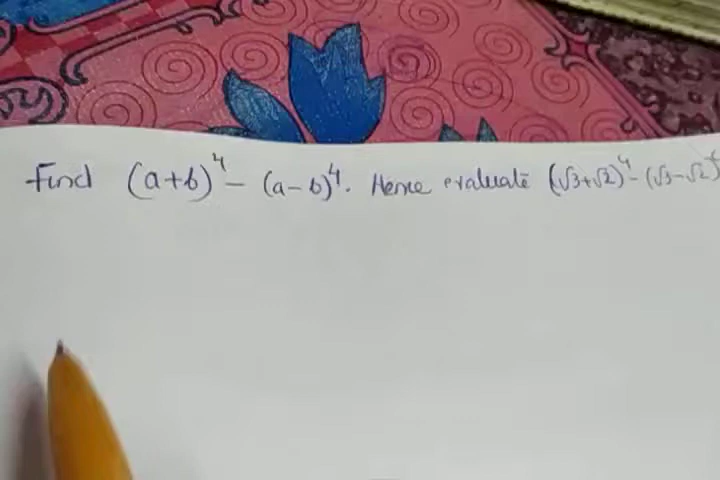 Find (a+b)⁴ - (a-b)⁴. Hence evaluate (√3+√2)⁴ - (√3-√2)⁴